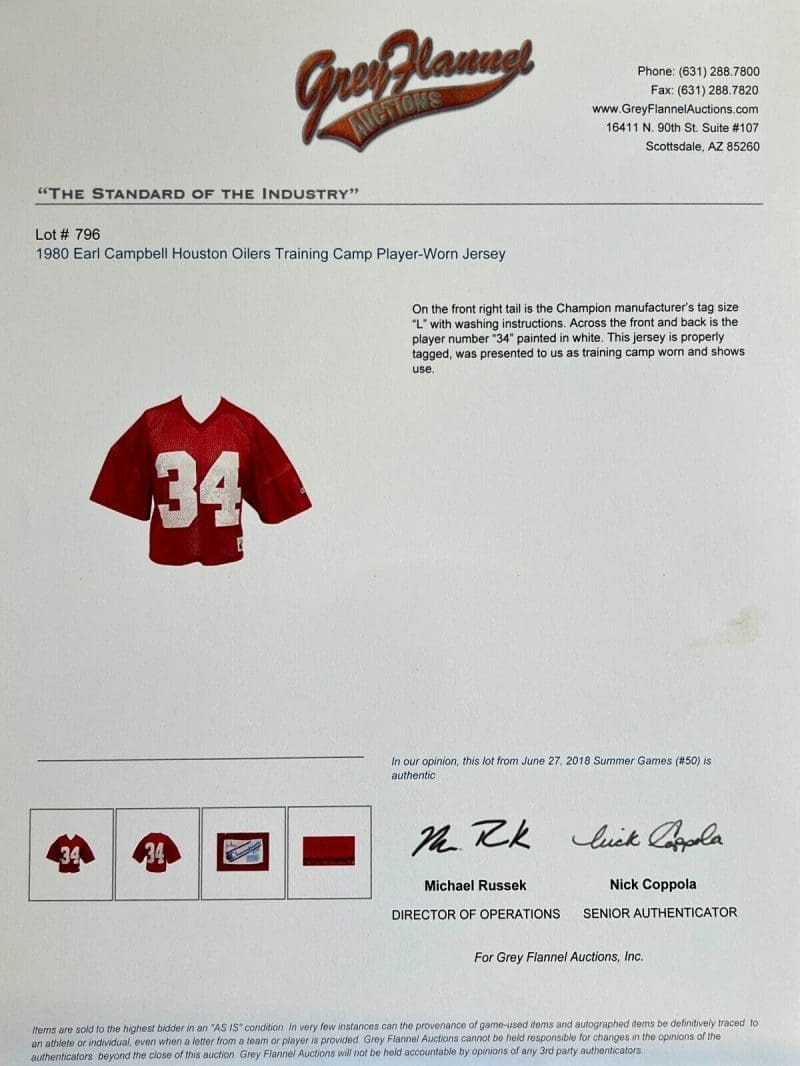 Grey Flannel
AUCTIONS
Phone: (631) 288.7800
Fax: (631) 288.7820
www.GreyFlannelAuctions.com
16411 N. 90th St. Suite #107
Scottsdale, AZ 85260
“THE STANDARD OF THE INDUSTRY”
Lot # 796
1980 Earl Campbell Houston Oilers Training Camp Player-Worn Jersey
On the front right tail is the Champion manufacturer's tag size
“L” with washing instructions. Across the front and back is the
player number “34” painted in white. This jersey is properly
tagged, was presented to us as training camp worn and shows
use.
34
In our opinion, this lot from June 27, 2018 Summer Games (#50) is
authentic
34
34
Nick Coppola
Michael Russek
Nick Coppola
DIRECTOR OF OPERATIONS
SENIOR AUTHENTICATOR
For Grey Flannel Auctions, Inc.
Items are sold to the highest bidder in an "AS IS" condition. In very few instances can the provenance of game-used items and autographed items be definitively traced to
an athlete or individual, even when a letter from a team or player is provided. Grey Flannel Auctions cannot be held responsible for changes in the opinions of the
authenticators beyond the close of this auction. Grey Flannel Auctions will not be held accountable by opinions of any 3rd party authenticators.